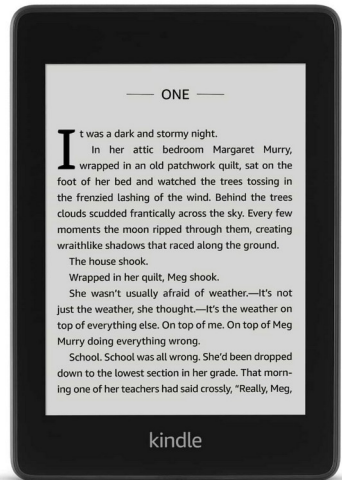 ONE
It was a dark and stormy night.
In her attic bedroom Margaret Murry,
wrapped in an old patchwork quilt, sat on the
foot of her bed and watched the trees tossing in
the frenzied lashing of the wind. Behind the trees
clouds scudded frantically across the sky. Every few
moments the moon ripped through them, creating
wraithlike shadows that raced along the ground.
The house shook.
Wrapped in her quilt, Meg shook.
She wasn't usually afraid of weather.—It's not
just the weather, she thought.—It's the weather on
top of everything else. On top of me. On top of Meg
Murry doing everything wrong.
School. School was all wrong. She'd been dropped
down to the lowest section in her grade. That morn-
ing one of her teachers had said crossly, "Really, Meg,
kindle